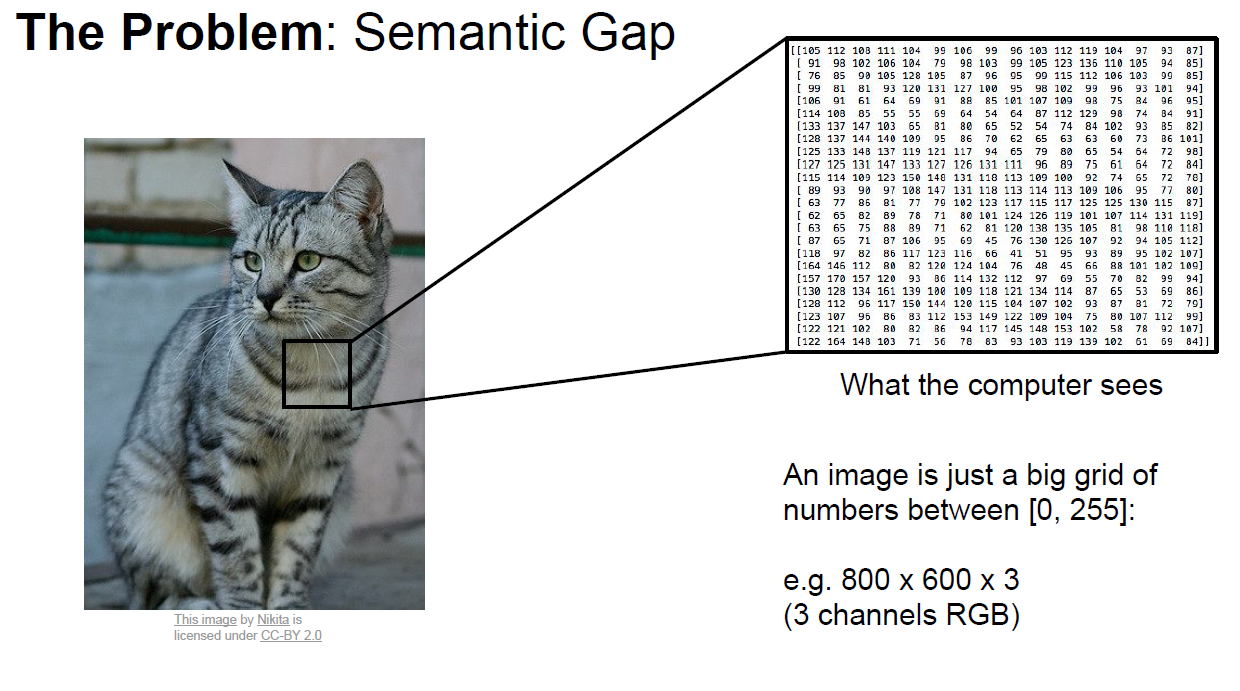 The Problem: Semantic Gap
[[105 112 108 111 104 99 106 99 96 103 112 119 104 97 93 87]
[ 91 98 102 106 104 79 98 103 99 105 123 136 110 105 94 85]
[ 76 85 90 105 128 105 87 96 95 99 115 112 106 103 99 85]
[ 99 81 81 93 120 131 127 100 95 98 102 99 96 93 101 94]
[106 91 61 64 69 91 88 85 101 107 109 98 75 84 96 95]
[114 108 85 55 55 69 64 54 64 87 112 129 98 74 84 91]
[133 137 147 103 65 81 80 65 52 54 74 84 102 93 85 82]
[128 137 144 140 109 95 86 70 62 65 63 63 60 73 86 101]
[125 133 148 137 119 121 117 94 65 79 80 65 54 64 72 98]
[127 125 131 147 133 127 126 131 111 96 89 75 61 64 72 84]
[115 114 109 123 150 148 131 118 113 109 100 92 74 65 72 78]
[ 89 93 90 97 108 147 131 118 113 114 113 109 106 95 77 80]
[ 63 77 86 81 77 79 102 123 117 115 117 125 125 130 115 87]
[ 62 65 82 89 78 71 80 101 124 126 119 101 107 114 131 119]
[ 63 65 75 88 89 71 62 81 120 138 135 105 81 98 110 118]
[ 87 65 71 87 106 95 69 45 76 130 126 107 92 94 105 112]
[118 97 82 86 117 123 116 66 41 51 95 93 89 95 102 107]
[164 146 112 80 82 120 124 104 76 48 45 66 88 101 102 109]
[157 170 157 120 93 86 114 132 112 97 69 55 70 82 99 94]
[130 128 134 161 139 100 109 118 121 134 114 87 65 53 69 86]
[128 112 96 117 150 144 120 115 104 107 102 93 87 81 72 79]
[123 107 96 86 83 112 153 149 122 109 104 75 80 107 112 99]
[122 121 102 80 82 86 94 117 145 148 153 102 58 78 92 107]
[122 164 148 103 71 56 78 83 93 103 119 139 102 61 69 84]]
What the computer sees
An image is just a big grid of
numbers between [0, 255]:
e.g. 800 x 600 x 3
(3 channels RGB)
This image by Nikita is
licensed under CC-BY 2.0